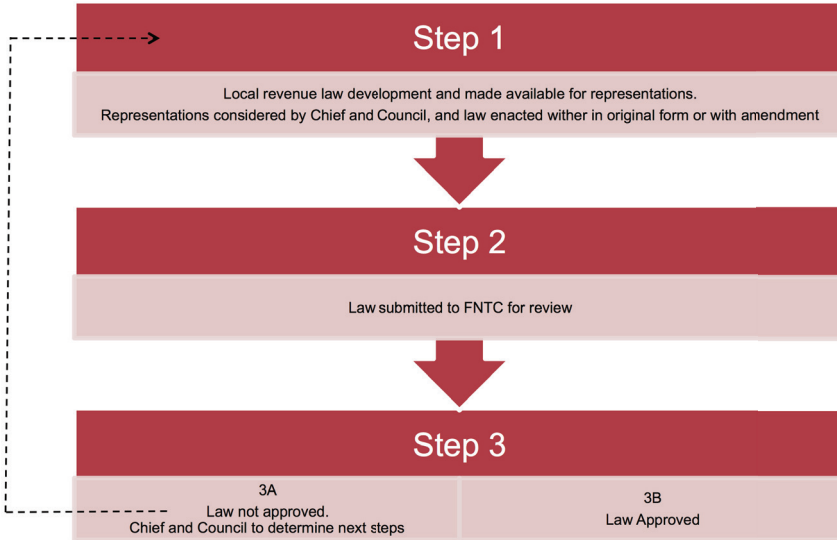 Step 1
Local revenue law development and made available for representations.
Representations considered by Chief and Council, and law enacted wither in original form or with amendment
Step 2
Law submitted to FNTC for review
Step 3
3A
Law not approved.
Chief and Council to determine next steps
3B
Law Approved